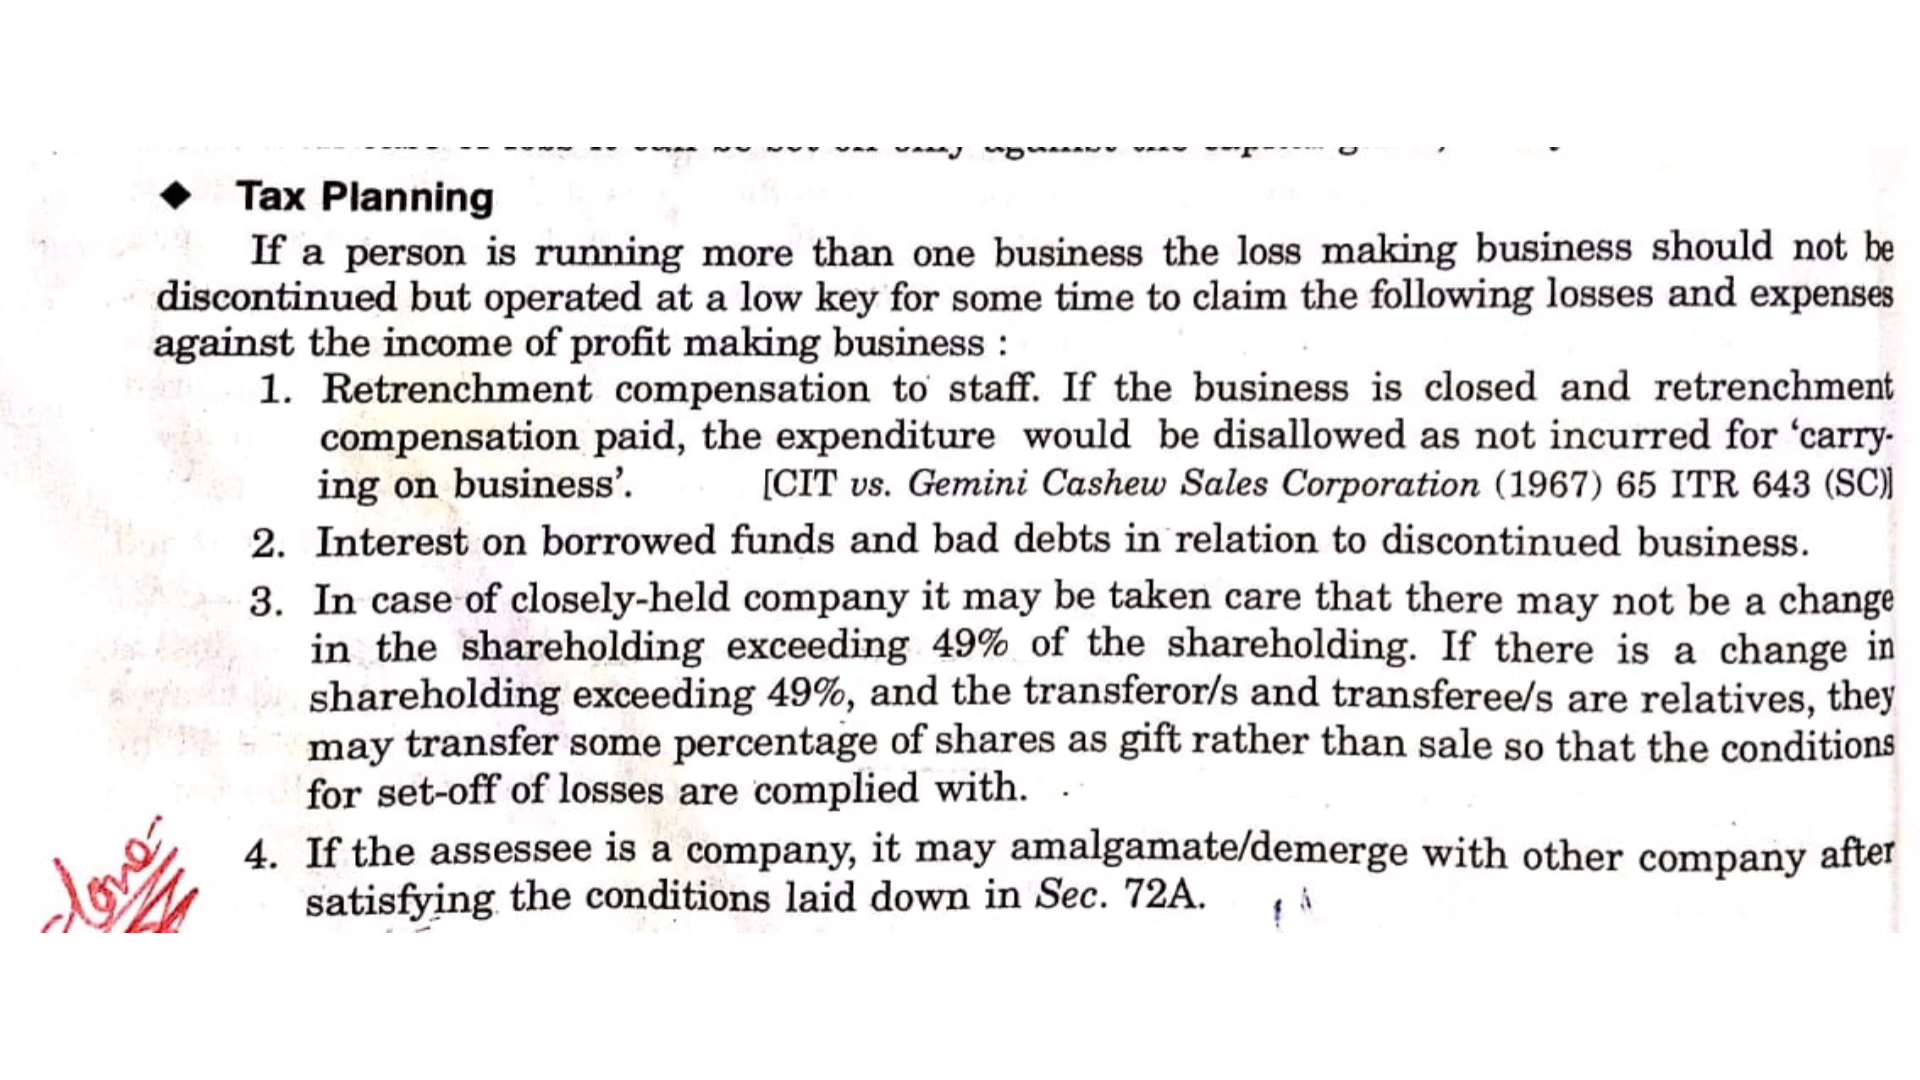 ◆ Tax Planning
If a person is running more than one business the loss making business should not be
discontinued but operated at a low key for some time to claim the following losses and expenses
against the income of profit making business :
1. Retrenchment compensation to staff. If the business is closed and retrenchment
compensation paid, the expenditure would be disallowed as not incurred for ‘carry-
ing on business’. [CIT vs. Gemini Cashew Sales Corporation (1967) 65 ITR 643 (SC)]
2. Interest on borrowed funds and bad debts in relation to discontinued business.
3. In case of closely-held company it may be taken care that there may not be a change
in the shareholding exceeding 49% of the shareholding. If there is a change in
shareholding exceeding 49%, and the transferor/s and transferee/s are relatives, they
may transfer some percentage of shares as gift rather than sale so that the conditions
for set-off of losses are complied with.
4. If the assessee is a company, it may amalgamate/demerge with other company after
satisfying the conditions laid down in Sec. 72A.